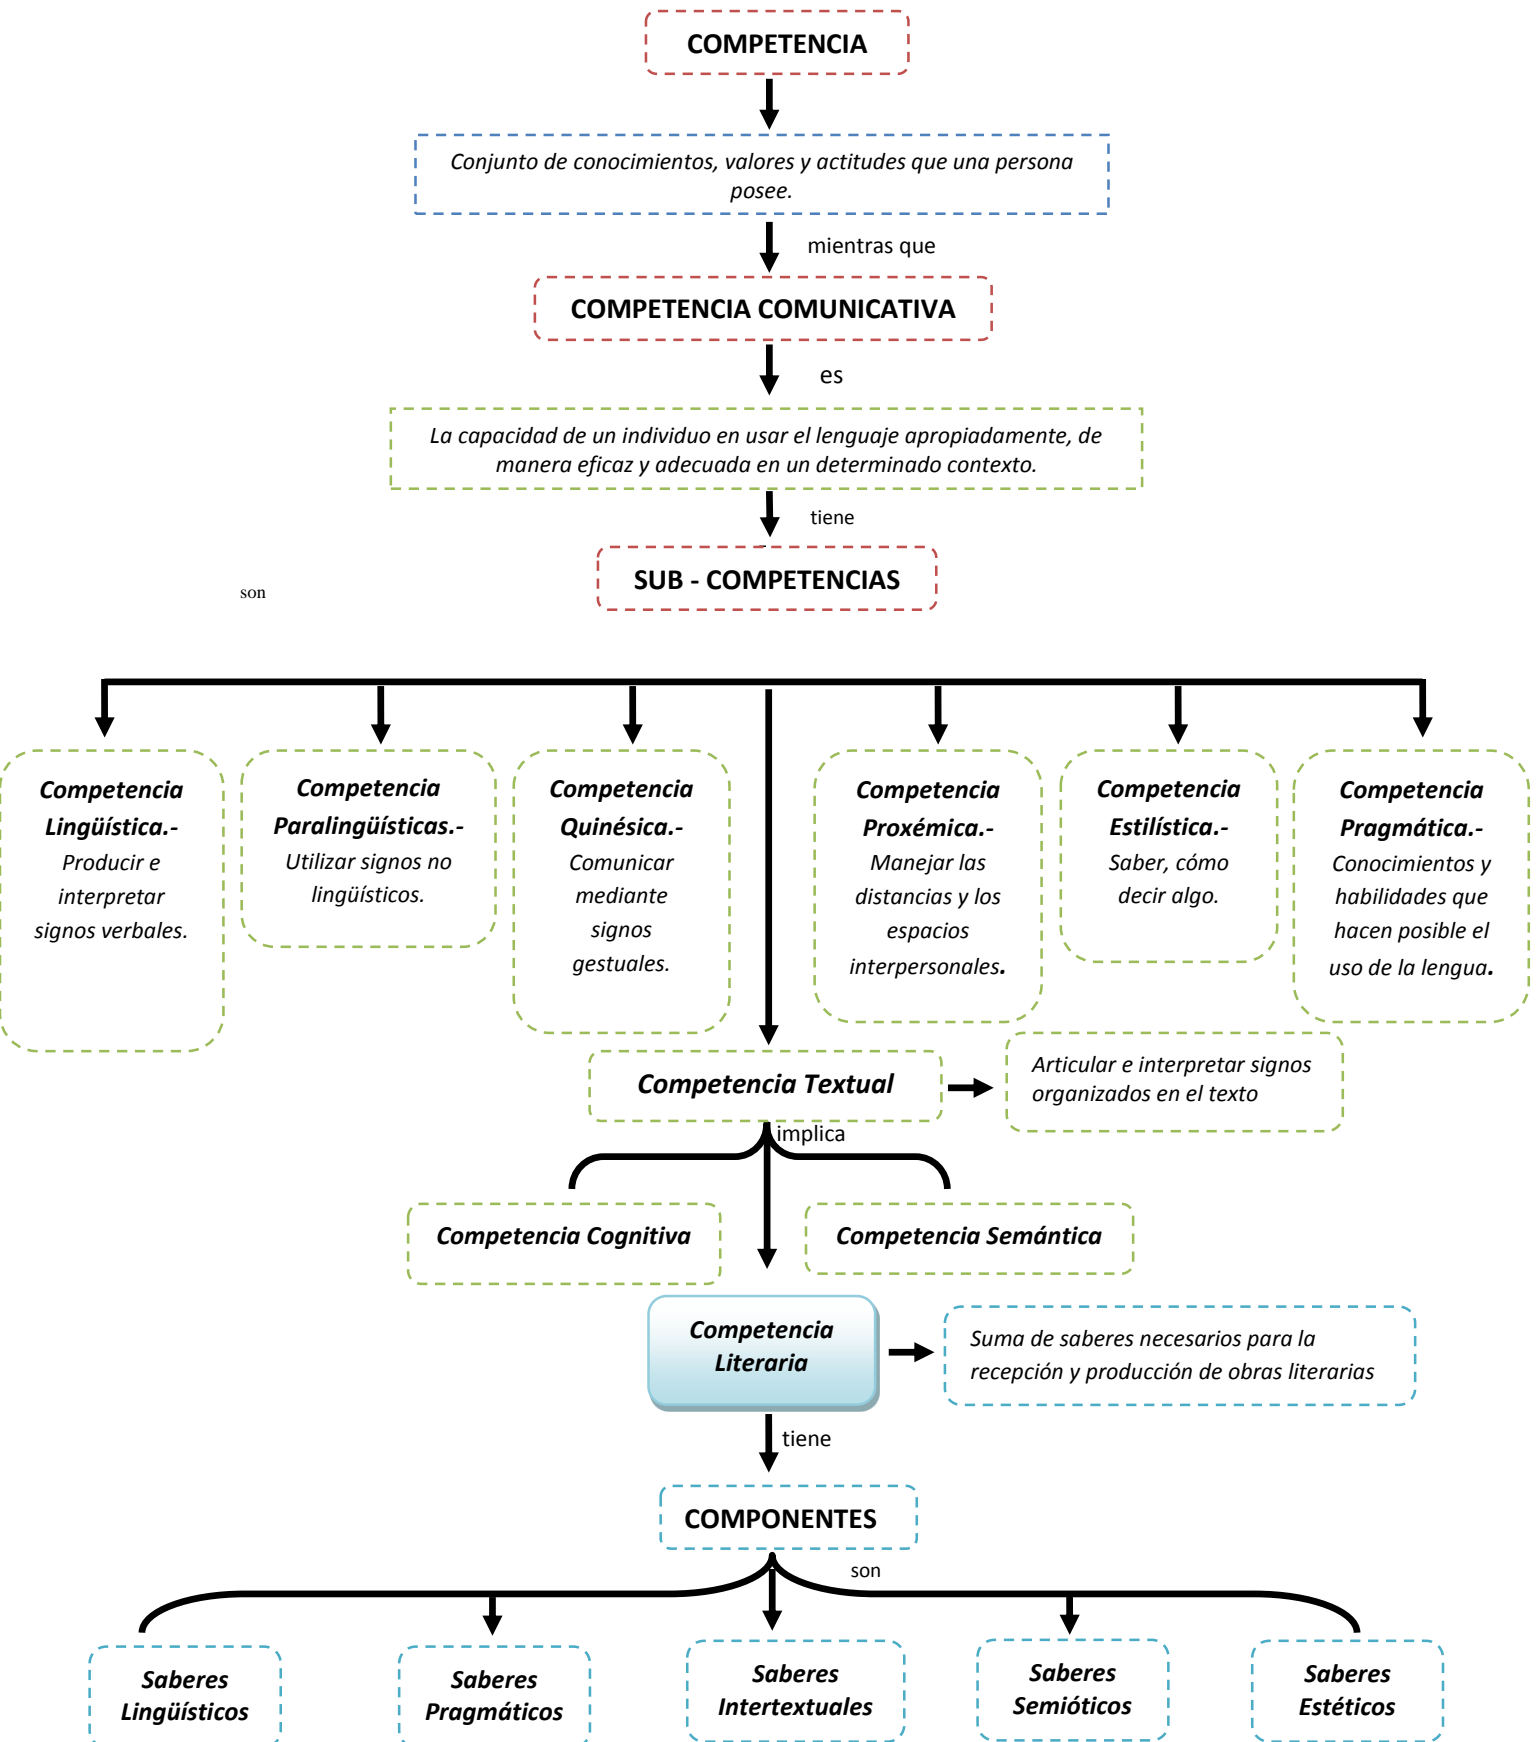 COMPETENCIA
Conjunto de conocimientos, valores y actitudes que una persona
posee.
mientras que
COMPETENCIA COMUNICATIVA
es
La capacidad de un individuo en usar el lenguaje apropiadamente, de
manera eficaz y adecuada en un determinado contexto.
tiene
SUB - COMPETENCIAS
son
Competencia
Lingüística.-
Producir e
interpretar
signos verbales.
Competencia
Paralingüísticas.-
Utilizar signos no
lingüísticos.
Competencia
Quinésica.-
Comunicar
mediante
signos
gestuales.
Competencia
Proxémica.-
Manejar las
distancias y los
espacios
interpersonales.
Competencia
Estilística.-
Saber, cómo
decir algo.
Competencia
Pragmática.-
Conocimientos y
habilidades que
hacen posible el
uso de la lengua.
Competencia Textual
Articular e interpretar signos
organizados en el texto
implica
Competencia Cognitiva
Competencia Semántica
Competencia
Literaria
Suma de saberes necesarios para la
recepción y producción de obras literarias
tiene
COMPONENTES
son
Saberes
Lingüísticos
Saberes
Pragmáticos
Saberes
Intertextuales
Saberes
Semióticos
Saberes
Estéticos